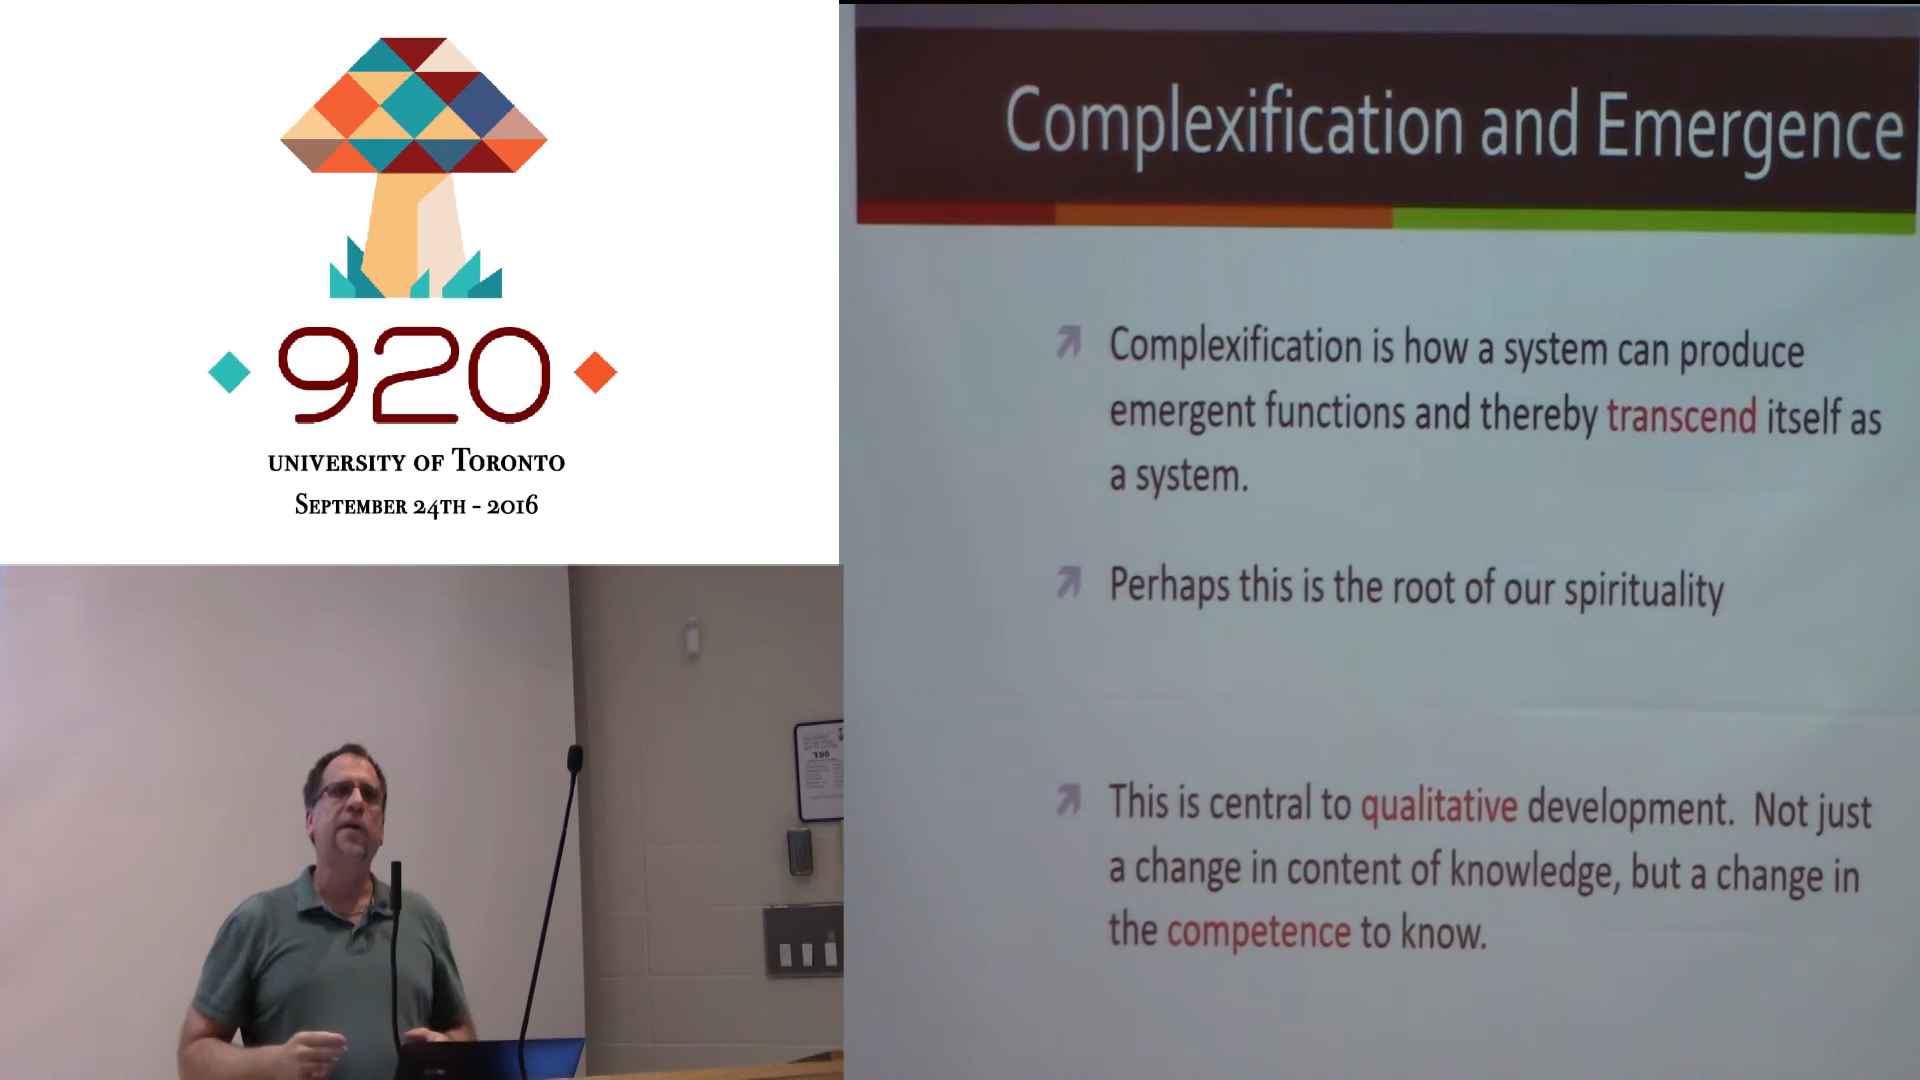 920
UNIVERSITY OF TORONTO
SEPTEMBER 24TH - 2016
Complexification and Emergence
Complexification is how a system can produce
emergent functions and thereby transcend itself as
a system.
Perhaps this is the root of our spirituality
This is central to qualitative development. Not just
a change in content of knowledge, but a change in
the competence to know.